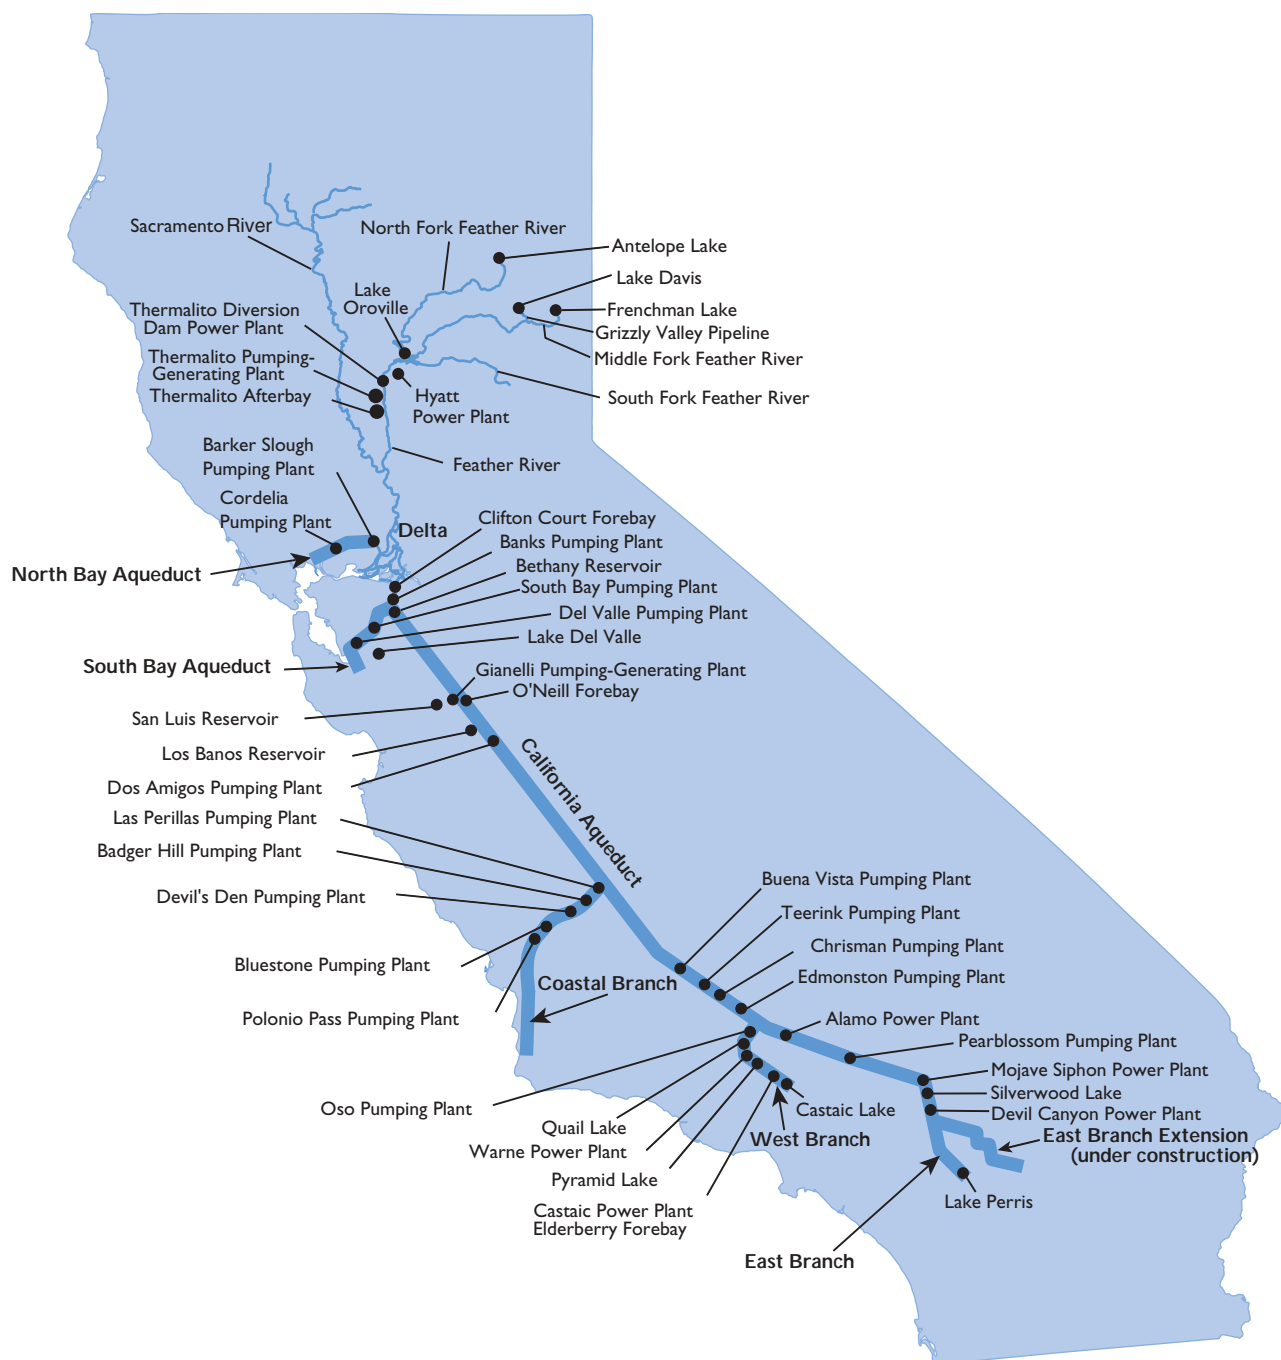 Sacramento River
North Fork Feather River
Antelope Lake
Lake Davis
Lake
Oroville
Frenchman Lake
Thermalito Diversion
Dam Power Plant
Grizzly Valley Pipeline
Middle Fork Feather River
Thermalito Pumping-
Generating Plant
Thermalito Afterbay
Hyatt
Power Plant
South Fork Feather River
Barker Slough
Pumping Plant
Feather River
Cordelia
Pumping Plant
Delta
Clifton Court Forebay
Banks Pumping Plant
Bethany Reservoir
North Bay Aqueduct
South Bay Pumping Plant
Del Valle Pumping Plant
Lake Del Valle
South Bay Aqueduct
Gianelli Pumping-Generating Plant
O'Neill Forebay
San Luis Reservoir
Los Banos Reservoir
Dos Amigos Pumping Plant
California Aqueduct
Las Perillas Pumping Plant
Badger Hill Pumping Plant
Devil's Den Pumping Plant
Buena Vista Pumping Plant
Teerink Pumping Plant
Chrisman Pumping Plant
Bluestone Pumping Plant
Edmonston Pumping Plant
Coastal Branch
Polonio Pass Pumping Plant
Alamo Power Plant
Pearblossom Pumping Plant
Mojave Siphon Power Plant
Silverwood Lake
Oso Pumping Plant
Castaic Lake
Devil Canyon Power Plant
Quail Lake
West Branch
East Branch Extension
(under construction)
Warne Power Plant
Pyramid Lake
Lake Perris
Castaic Power Plant
Elderberry Forebay
East Branch